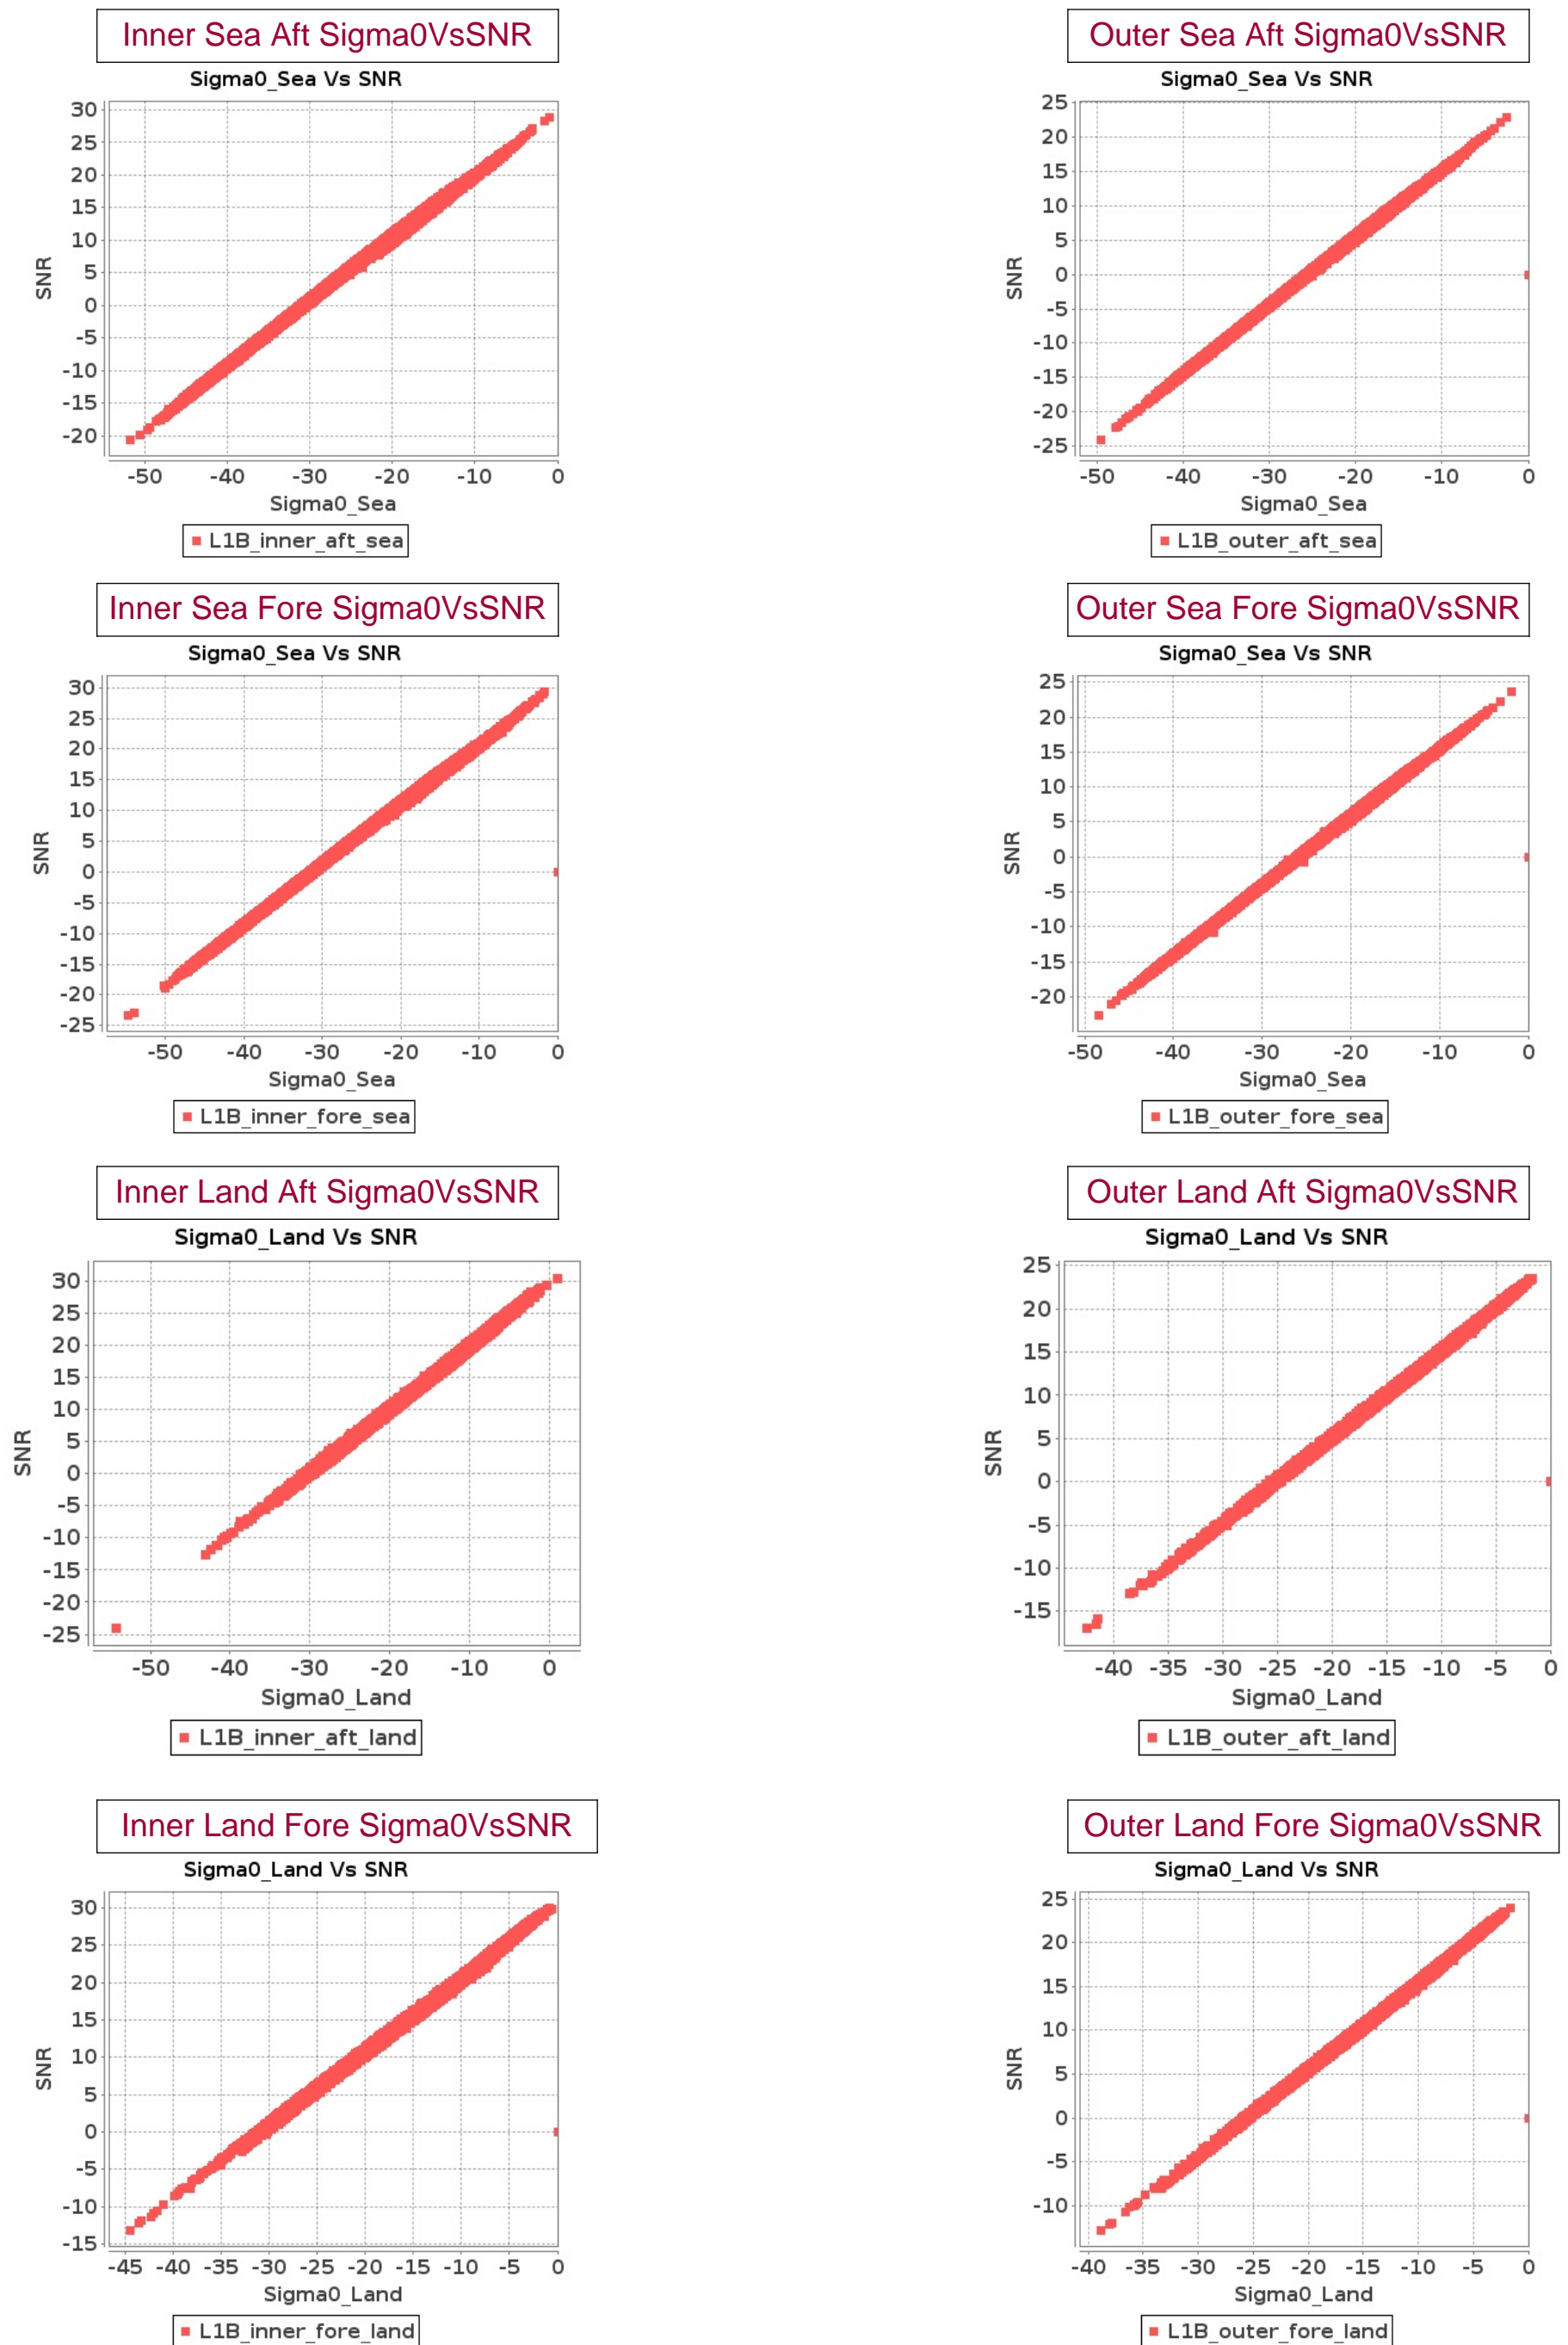 Inner Sea Aft Sigma0VsSNR
Sigma0_Sea Vs SNR
30
25
20
15
10
5
0
-5
-10
-15
-20
SNR
-50 -40 -30 -20 -10 0
Sigma0_Sea
L1B_inner_aft_sea
Outer Sea Aft Sigma0VsSNR
Sigma0_Sea Vs SNR
25
20
15
10
5
0
-5
-10
-15
-20
-25
SNR
-50 -40 -30 -20 -10 0
Sigma0_Sea
L1B_outer_aft_sea
Inner Sea Fore Sigma0VsSNR
Sigma0_Sea Vs SNR
30
25
20
15
10
5
0
-5
-10
-15
-20
-25
SNR
-50 -40 -30 -20 -10 0
Sigma0_Sea
L1B_inner_fore_sea
Outer Sea Fore Sigma0VsSNR
Sigma0_Sea Vs SNR
25
20
15
10
5
0
-5
-10
-15
-20
SNR
-50 -40 -30 -20 -10 0
Sigma0_Sea
L1B_outer_fore_sea
Inner Land Aft Sigma0VsSNR
Sigma0_Land Vs SNR
30
25
20
15
10
5
0
-5
-10
-15
-20
-25
SNR
-50 -40 -30 -20 -10 0
Sigma0_Land
L1B_inner_aft_land
Outer Land Aft Sigma0VsSNR
Sigma0_Land Vs SNR
25
20
15
10
5
0
-5
-10
-15
SNR
-40 -35 -30 -25 -20 -15 -10 -5 0
Sigma0_Land
L1B_outer_aft_land
Inner Land Fore Sigma0VsSNR
Sigma0_Land Vs SNR
30
25
20
15
10
5
0
-5
-10
-15
SNR
-45 -40 -35 -30 -25 -20 -15 -10 -5 0
Sigma0_Land
L1B_inner_fore_land
Outer Land Fore Sigma0VsSNR
Sigma0_Land Vs SNR
25
20
15
10
5
0
-5
-10
SNR
-40 -35 -30 -25 -20 -15 -10 -5 0
Sigma0_Land
L1B_outer_fore_land